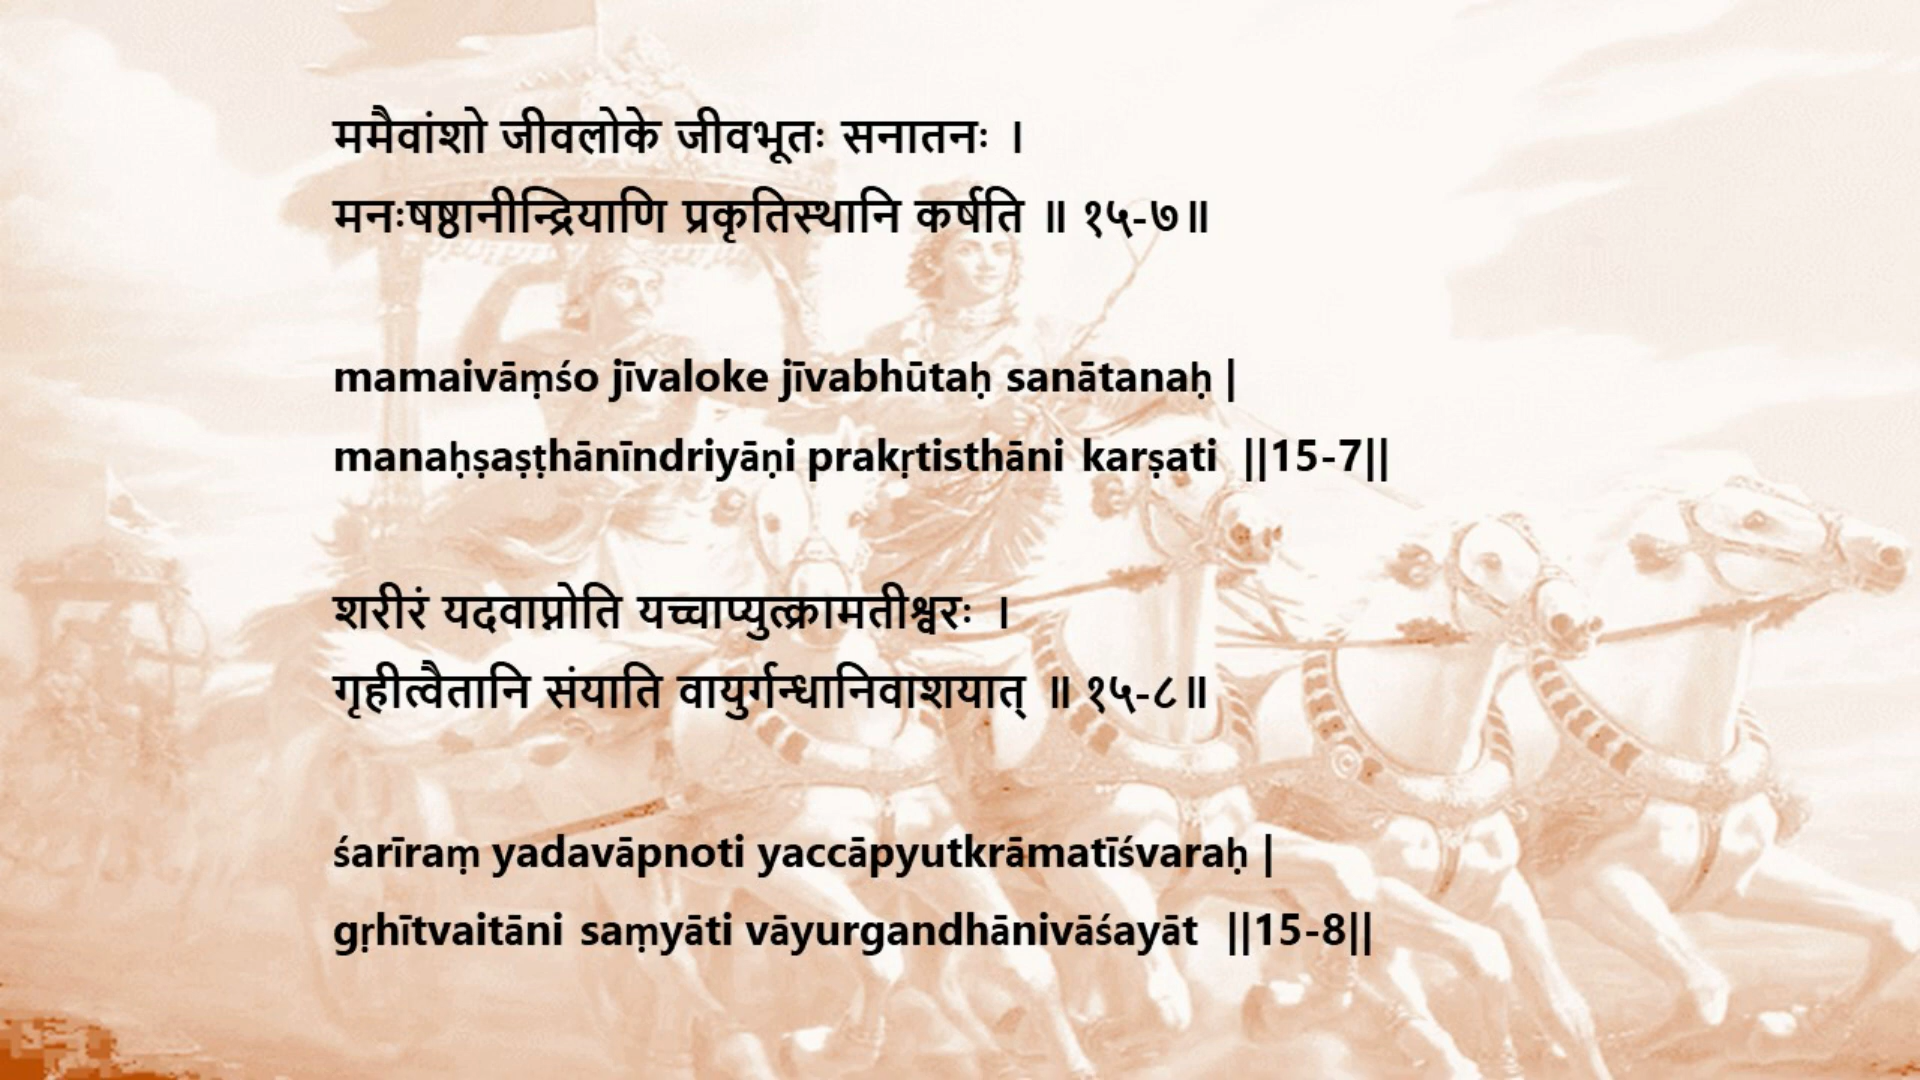 ममैवांशो जीवलोके जीवभूतः सनातनः ।
मनःषष्ठानीन्द्रियाणि प्रकृतिस्थानि कर्षति ॥ १५-७॥
mamaivāṃśo jīvaloke jīvabhūtaḥ sanātanaḥ |
manaḥṣaṣṭhānīndriyāṇi prakṛtisthāni karṣati ||15-7||
शरीरं यदवाप्नोति यच्चाप्युत्क्रामतीश्वरः ।
गृहीत्वैतानि संयाति वायुर्गन्धानिवाशयात् ॥ १५-८॥
śarīraṃ yadavāpnoti yaccāpyutkrāmatīśvaraḥ |
gṛhītvaitāni saṃyāti vāyurgandhānivāśayāt ||15-8||